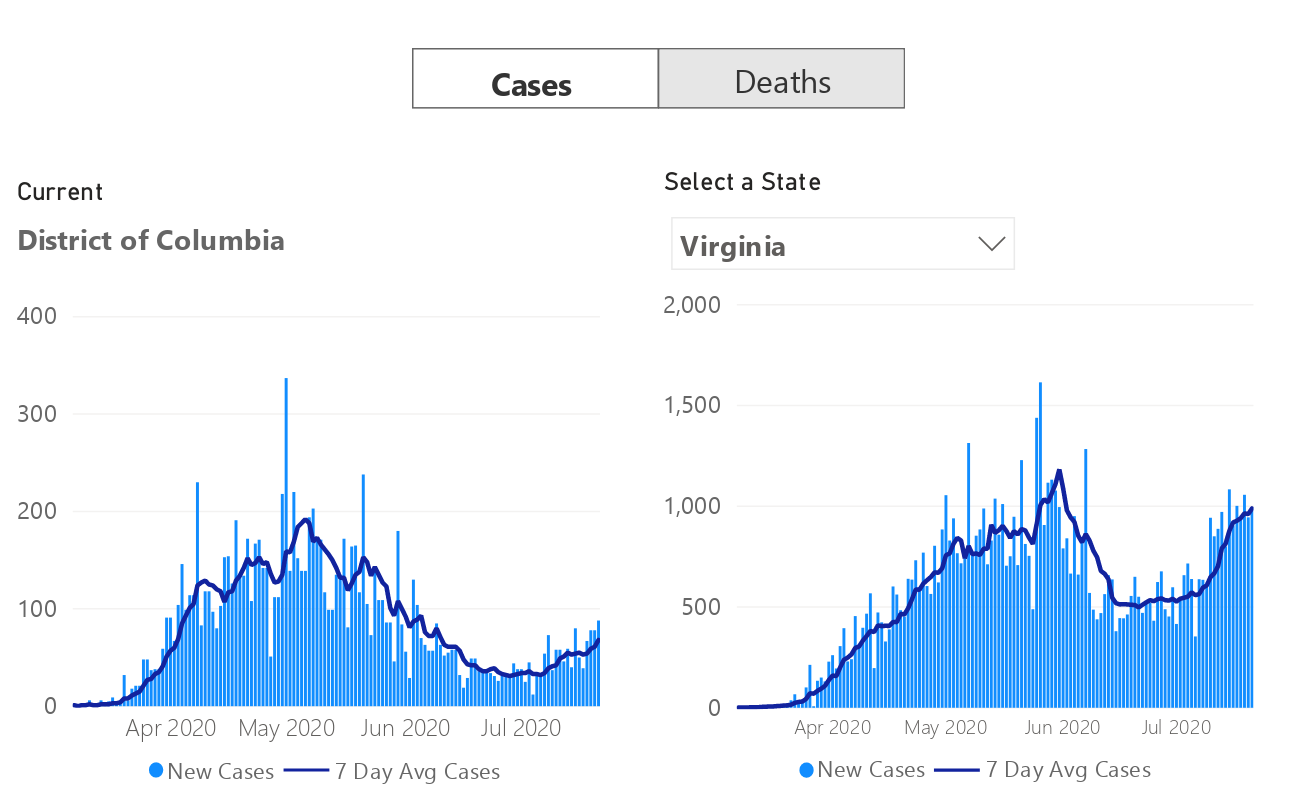 Cases Deaths
Current
District of Columbia
400
300
200
100
0
Apr 2020 May 2020 Jun 2020 Jul 2020
New Cases 7 Day Avg Cases
Select a State
Virginia
2,000
1,500
1,000
500
0
Apr 2020 May 2020 Jun 2020 Jul 2020
New Cases 7 Day Avg Cases